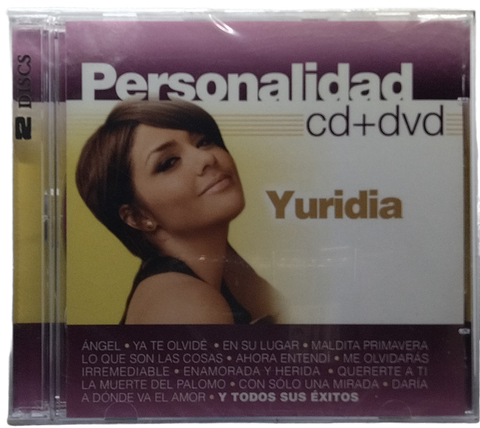 2 DISCS
Personalidad
cd+dvd
Yuridia
ÁNGEL • YA TE OLVIDÉ • EN SU LUGAR • MALDITA PRIMAVERA
LO QUE SON LAS COSAS • AHORA ENTENDÍ • ME OLVIDARÁS
IRREMEDIABLE • ENAMORADA Y HERIDA • QUERERTE A TI
LA MUERTE DEL PALOMO • CON SÓLO UNA MIRADA • DARÍA
A DÓNDE VA EL AMOR • Y TODOS SUS ÉXITOS